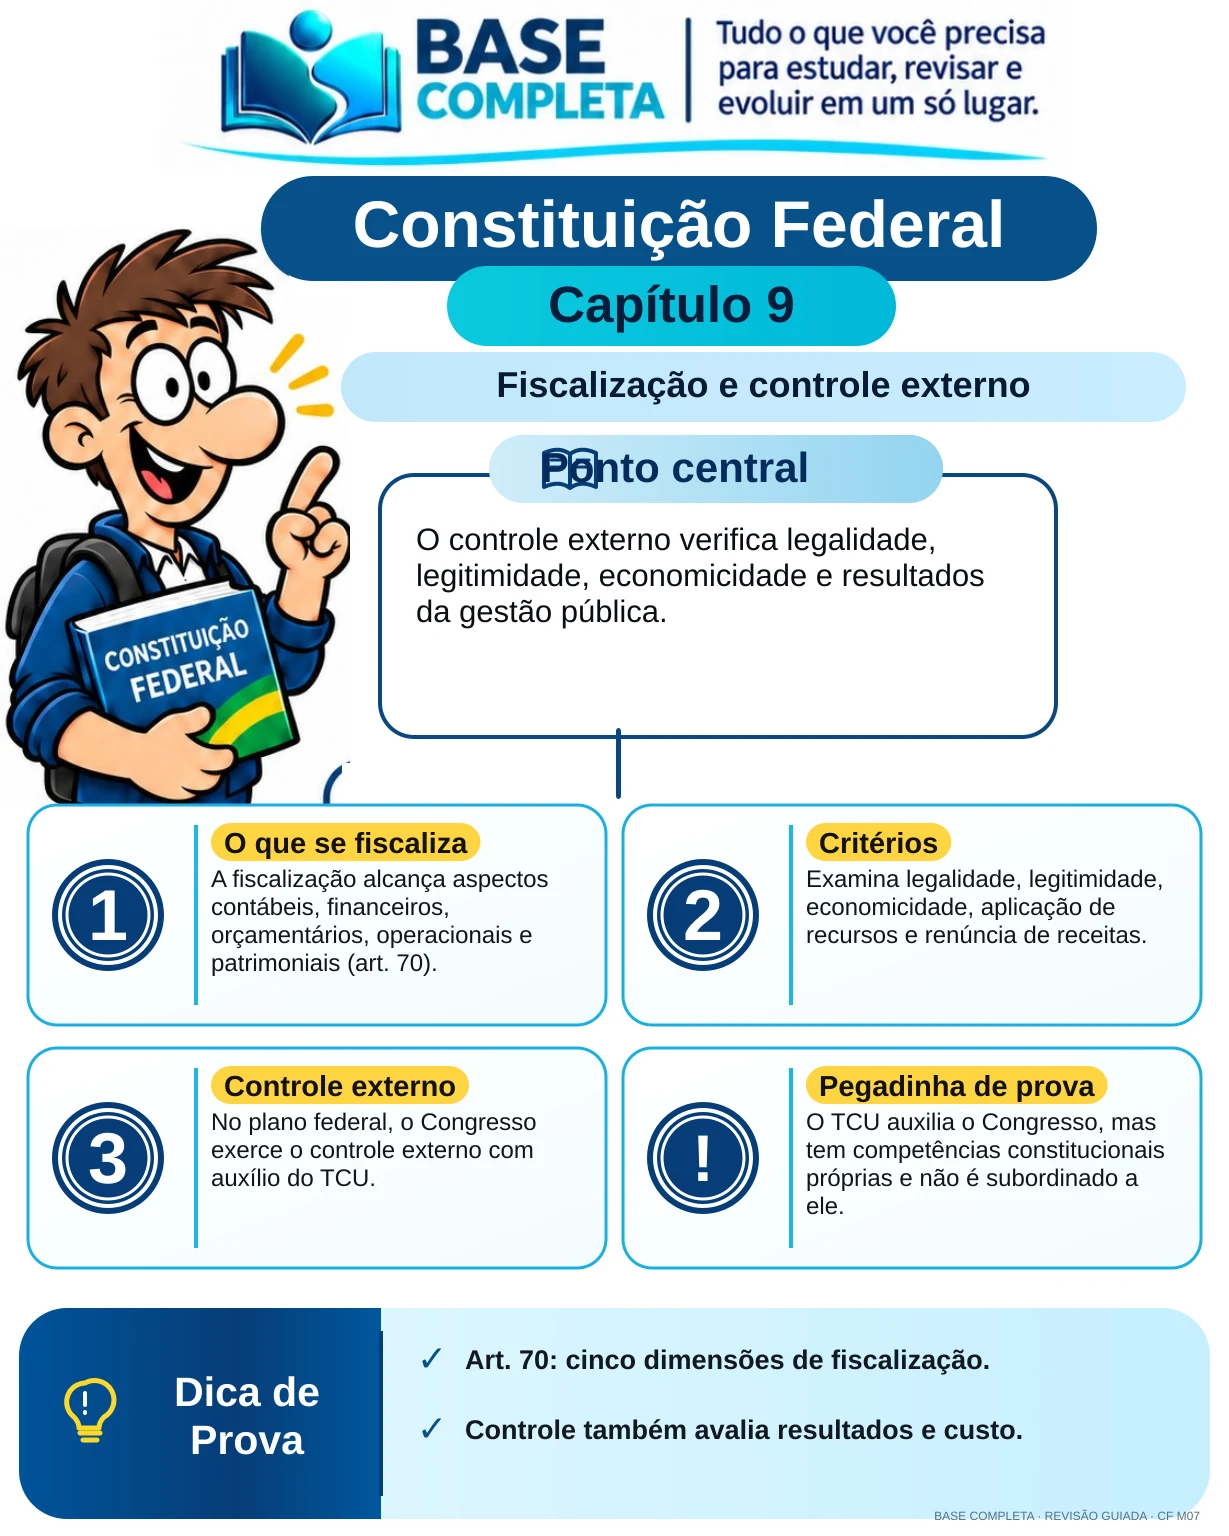 BASE
COMPLETA
Tudo o que você precisa
para estudar, revisar e
evoluir em um só lugar.
Constituição Federal
Capítulo 9
Fiscalização e controle externo
Ponto central
O controle externo verifica legalidade,
legitimidade, economicidade e resultados
da gestão pública.
CONSTITUIÇÃO
FEDERAL
1
O que se fiscaliza
A fiscalização alcança aspectos
contábeis, financeiros,
orçamentários, operacionais e
patrimoniais (art. 70).
2
Critérios
Examina legalidade, legitimidade,
economicidade, aplicação de
recursos e renúncia de receitas.
3
Controle externo
No plano federal, o Congresso
exerce o controle externo com
auxílio do TCU.
!
Pegadinha de prova
O TCU auxilia o Congresso, mas
tem competências constitucionais
próprias e não é subordinado a
ele.
Dica de
Prova
✓ Art. 70: cinco dimensões de fiscalização.
✓ Controle também avalia resultados e custo.
BASE COMPLETA · REVISÃO GUIADA · CF M07